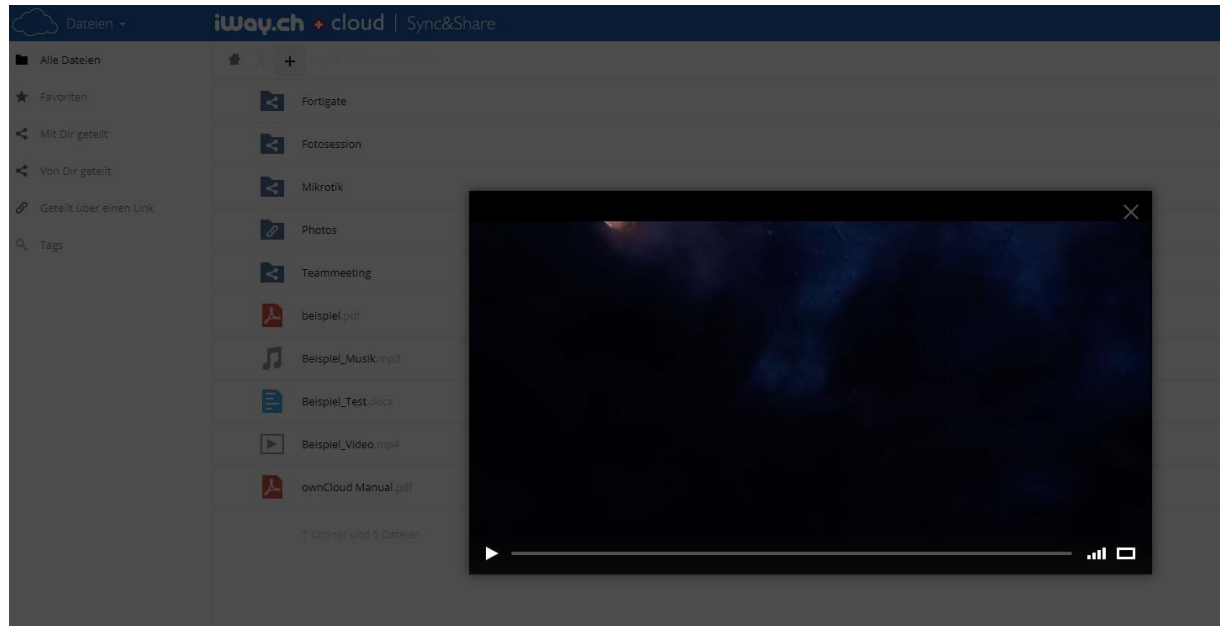 Dateien
iWay.ch + cloud | Sync&Share
Alle Dateien
Favoriten
Mit Dir geteilt
Von Dir geteilt
Geteilt über einen Link
Tags
+
Fortigate
Fotosession
Mikrotik
Photos
Teammeeting
beispiel.pdf
Beispiel_Musik.mp3
Beispiel_Test.docx
Beispiel_Video.mp4
ownCloud Manual.pdf
7 Ordner und 5 Dateien